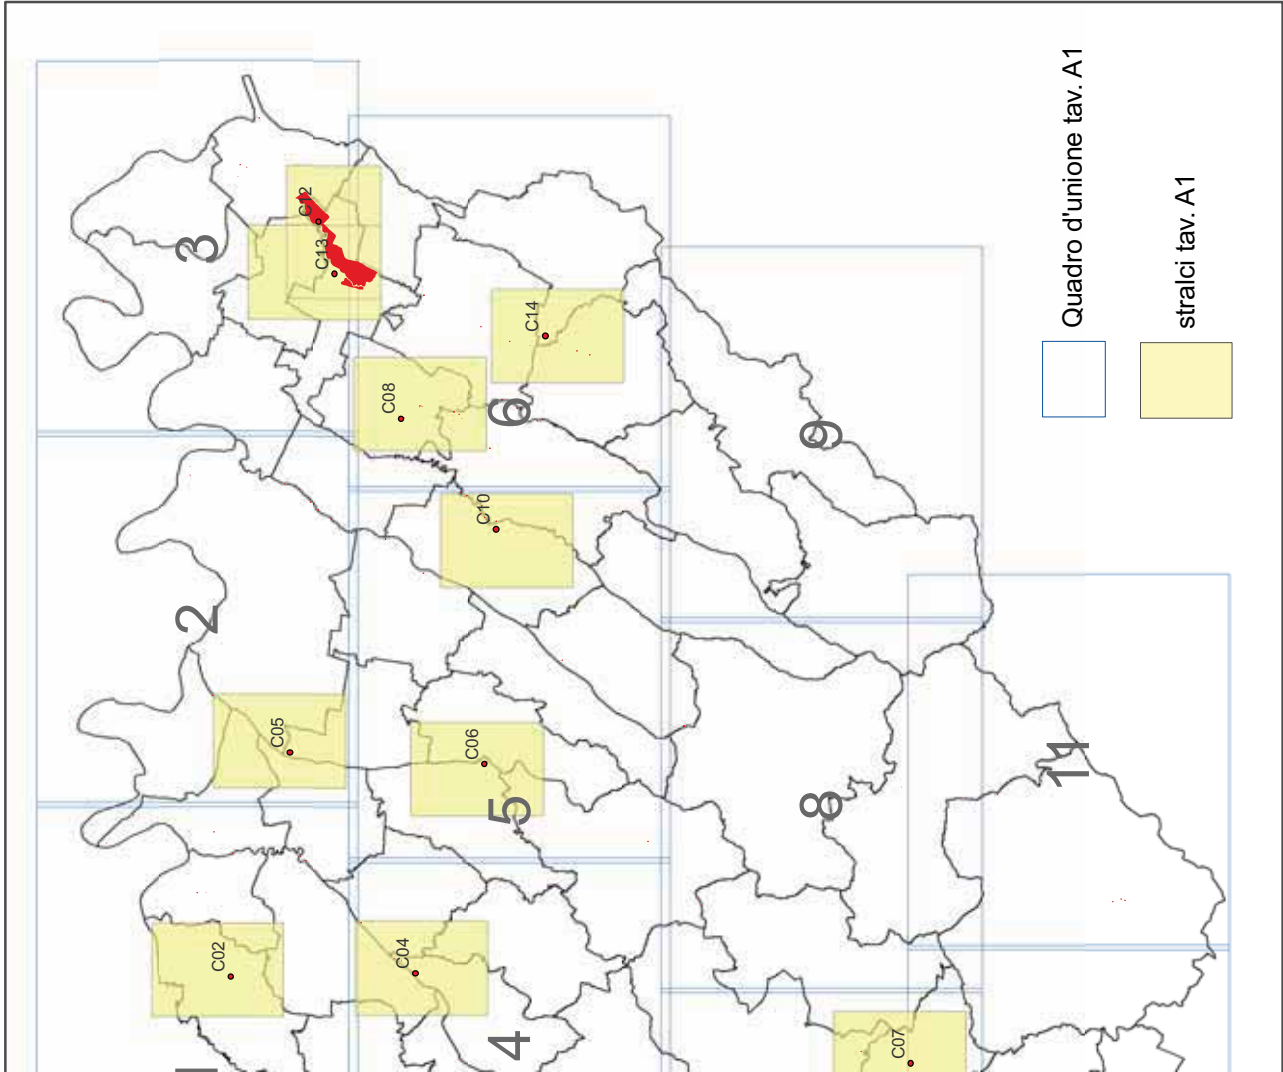 3
C12
C13
C14
C08
6
C10
9
2
C05
C06
5
8
11
C02
C04
4
C07
Quadro d'unione tav. A1
stralci tav. A1